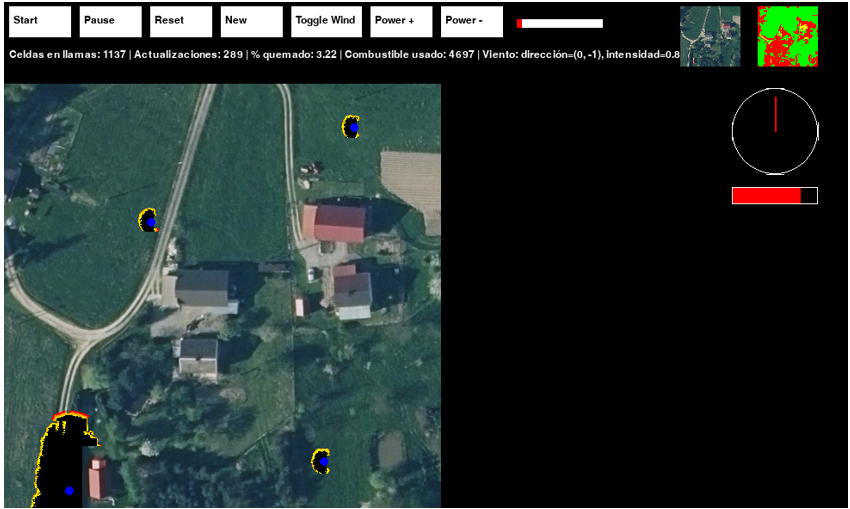 Start
Pause
Reset
New
Toggle Wind
Power +
Power -
Celdas en llamas: 1137 | Actualizaciones: 289 | % quemado: 3.22 | Combustible usado: 4697 | Viento: dirección=(0, -1), intensidad=0.8